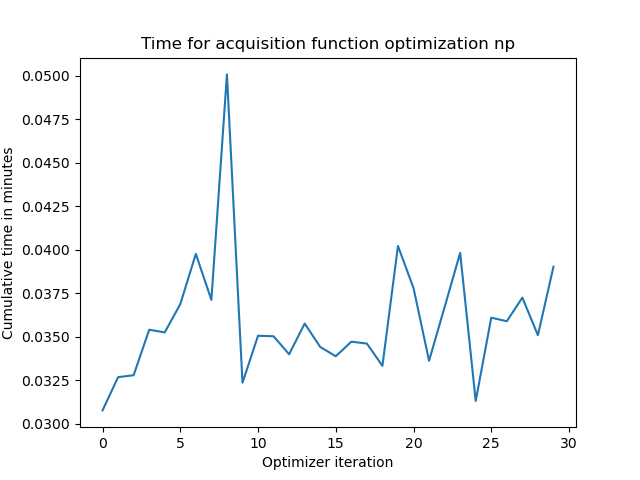 Time for acquisition function optimization np
Cumulative time in minutes
0.0500
0.0475
0.0450
0.0425
0.0400
0.0375
0.0350
0.0325
0.0300
0 5 10 15 20 25 30
Optimizer iteration